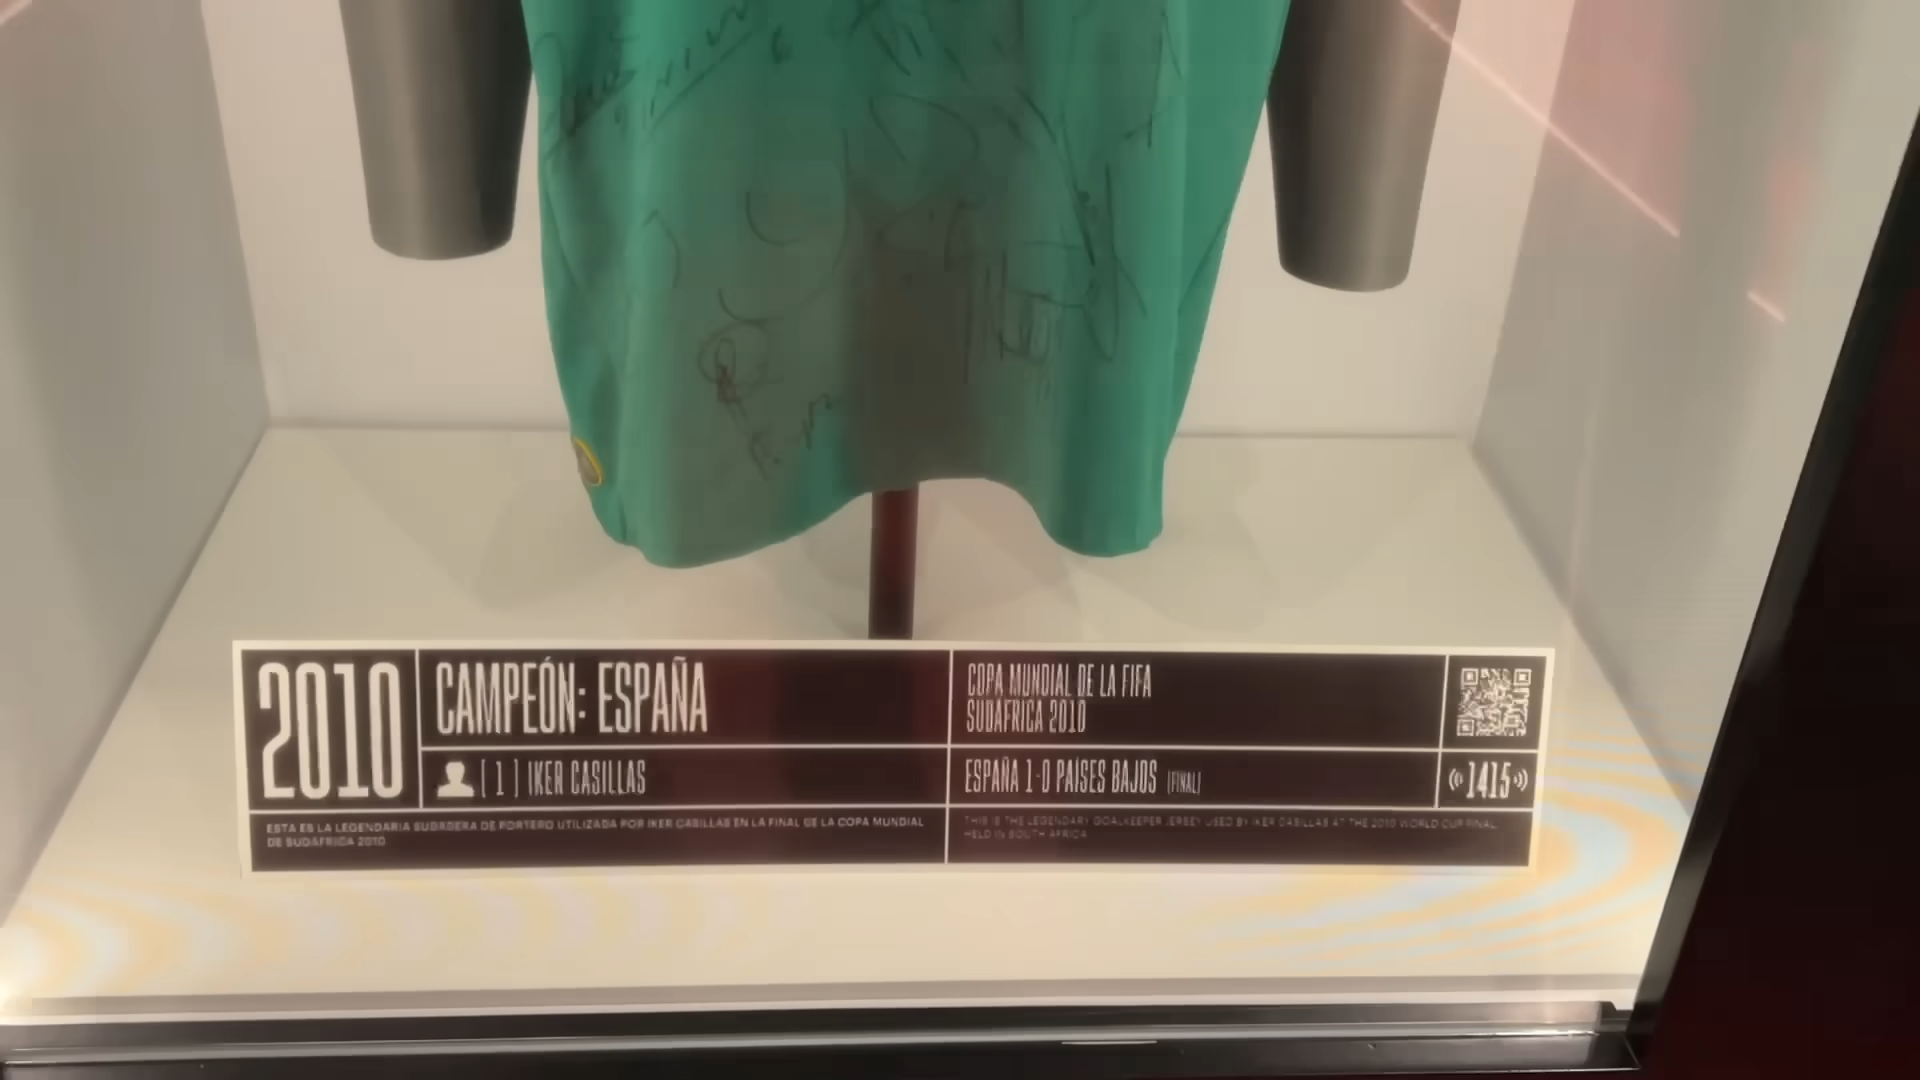 2010
CAMPEÓN: ESPAÑA
[ 1 ] IKER CASILLAS
COPA MUNDIAL DE LA FIFA
SUDÁFRICA 2010
ESPAÑA 1-0 PAÍSES BAJOS (FINAL)
1415
ESTA ES LA LEGENDARIA SUDADERA DE PORTERO UTILIZADA POR IKER CASILLAS EN LA FINAL DE LA COPA MUNDIAL
DE SUDÁFRICA 2010
THIS IS THE LEGENDARY GOALKEEPER JERSEY USED BY IKER CASILLAS AT THE 2010 WORLD CUP FINAL,
HELD IN SOUTH AFRICA